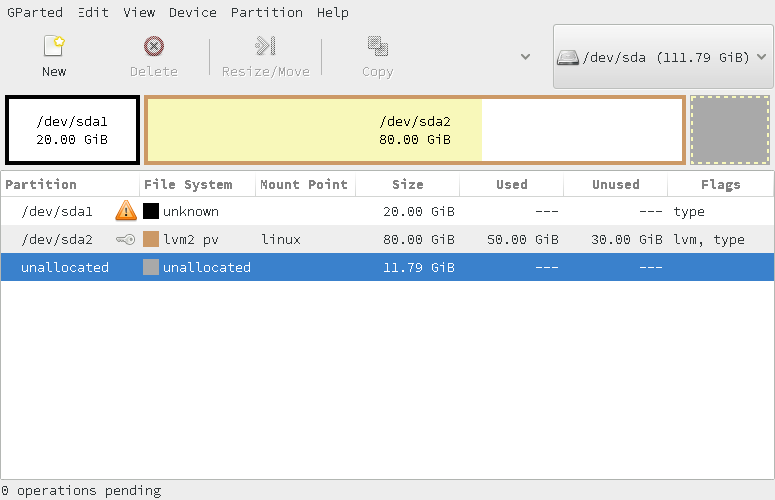 GParted Edit View Device Partition Help
New Delete Resize/Move Copy /dev/sda (111.79 GiB)
/dev/sda1 /dev/sda2
20.00 GiB 80.00 GiB
Partition File System Mount Point Size Used Unused Flags
/dev/sda1 unknown 20.00 GiB --- --- type
/dev/sda2 lvm2 pv linux 80.00 GiB 50.00 GiB 30.00 GiB lvm, type
unallocated unallocated 11.79 GiB --- ---
0 operations pending